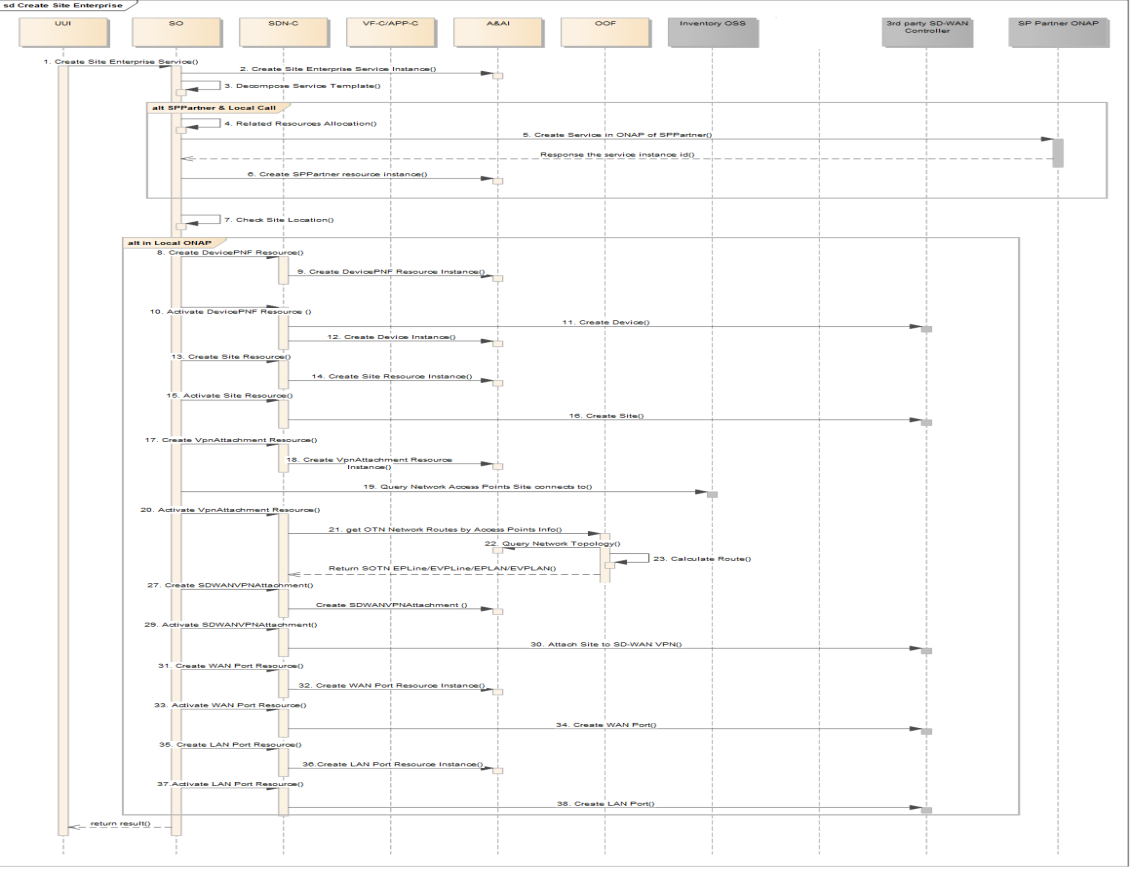 sd Create Site Enterprise
UUI
SO
SDN-C
VF-C/APP-C
A&AI
OOF
Inventory OSS
3rd party SD-WAN
Controller
SP Partner ONAP
1. Create Site Enterprise Service()
2. Create Site Enterprise Service Instance()
3. Decompose Service Template()
alt SPPartner & Local Call
4. Related Resources Allocation()
5. Create Service in ONAP of SPPartner()
Response the service instance id()
6. Create SPPartner resource instance()
7. Check Site Location()
alt in Local ONAP
8. Create DevicePNF Resource()
9. Create DevicePNF Resource Instance()
10. Activate DevicePNF Resource ()
11. Create Device()
12. Create Device Instance()
13. Create Site Resource()
14. Create Site Resource Instance()
15. Activate Site Resource()
16. Create Site()
17. Create VpnAttachment Resource()
18. Create VpnAttachment Resource
Instance()
19. Query Network Access Points Site connects to()
20. Activate VpnAttachment Resource()
21. get OTN Network Routes by Access Points Info()
22. Query Network Topology()
23. Calculate Route()
Return SOTN EPLine/EVPLine/EPLAN/EVPLAN()
27. Create SDWANVPNAttachment()
Create SDWANVPNAttachment ()
29. Activate SDWANVPNAttachment()
30. Attach Site to SD-WAN VPN()
31. Create WAN Port Resource()
32. Create WAN Port Resource Instance()
33. Activate WAN Port Resource()
34. Create WAN Port()
35. Create LAN Port Resource()
36.Create LAN Port Resource Instance()
37.Activate LAN Port Resource()
38. Create LAN Port()
return result()